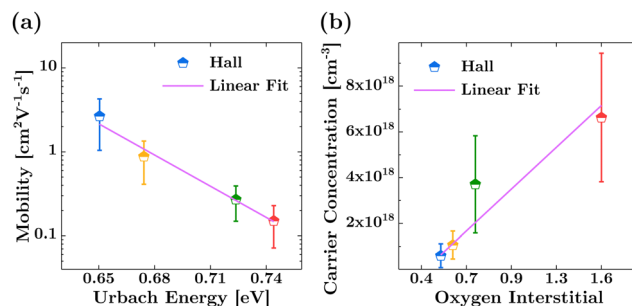 (a)
Mobility [cm²V⁻¹s⁻¹]
10
1
0.1
Hall
Linear Fit
0.65 0.68 0.71 0.74
Urbach Energy [eV]
(b)
Carrier Concentration [cm⁻³]
8x10¹⁸
6x10¹⁸
4x10¹⁸
2x10¹⁸
Hall
Linear Fit
0.4 0.7 0.9 1.3 1.6
Oxygen Interstitial